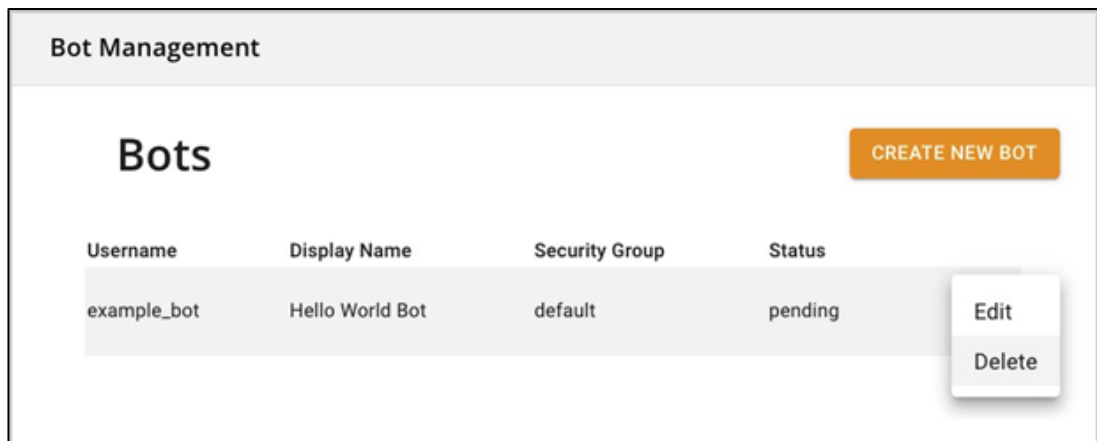 Bot Management
Bots
CREATE NEW BOT
Username Display Name Security Group Status
example_bot Hello World Bot default pending
Edit
Delete